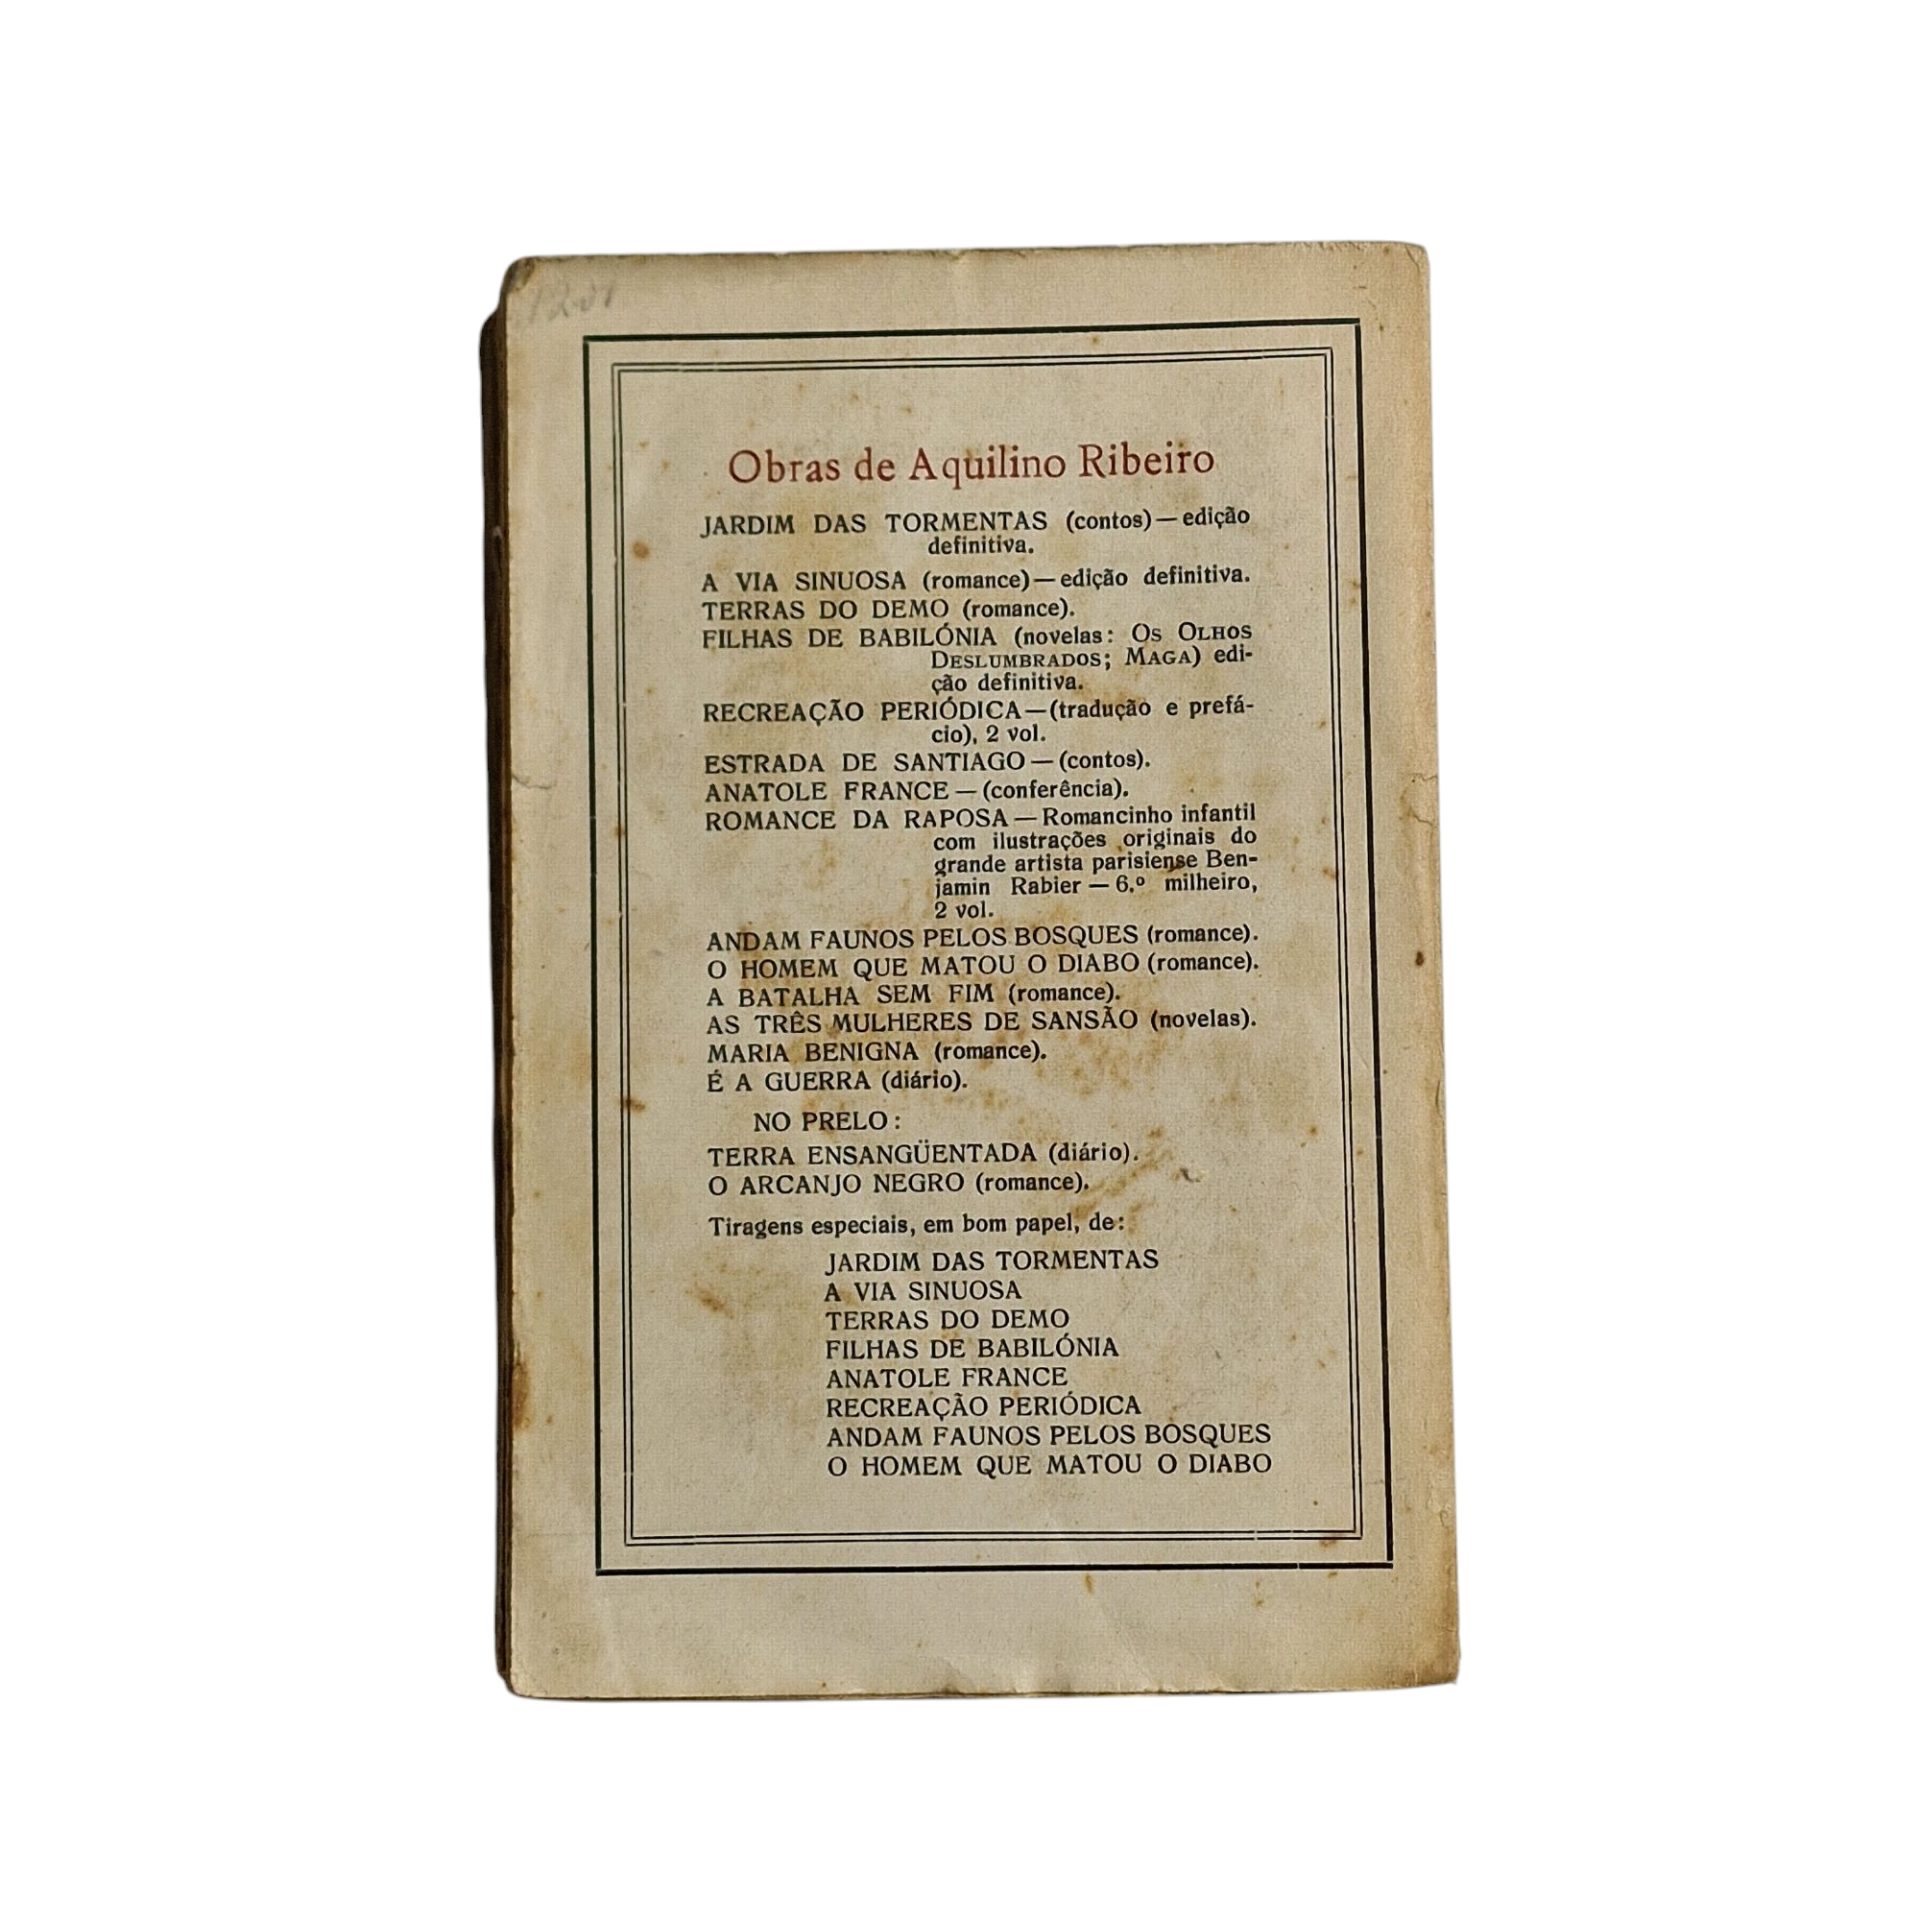 Obras de Aquilino Ribeiro
JARDIM DAS TORMENTAS (contos) — edição
definitiva.
A VIA SINUOSA (romance) — edição definitiva.
TERRAS DO DEMO (romance).
FILHAS DE BABILÓNIA (novelas: OS OLHOS
DESLUMBRADOS; MAGA) edi-
ção definitiva.
RECREAÇÃO PERIÓDICA — (tradução e prefá-
cio), 2 vol.
ESTRADA DE SANTIAGO — (contos).
ANATOLE FRANCE — (conferência).
ROMANCE DA RAPOSA — Romancinho infantil
com ilustrações originais do
grande artista parisiense Ben-
jamin Rabier — 6.º milheiro,
2 vol.
ANDAM FAUNOS PELOS BOSQUES (romance).
O HOMEM QUE MATOU O DIABO (romance).
A BATALHA SEM FIM (romance).
AS TRÊS MULHERES DE SANSÃO (novelas).
MARIA BENIGNA (romance).
É A GUERRA (diário).
NO PRELO:
TERRA ENSANGÜENTADA (diário).
O ARCANJO NEGRO (romance).
Tiragens especiais, em bom papel, de:
JARDIM DAS TORMENTAS
A VIA SINUOSA
TERRAS DO DEMO
FILHAS DE BABILÓNIA
ANATOLE FRANCE
RECREAÇÃO PERIÓDICA
ANDAM FAUNOS PELOS BOSQUES
O HOMEM QUE MATOU O DIABO